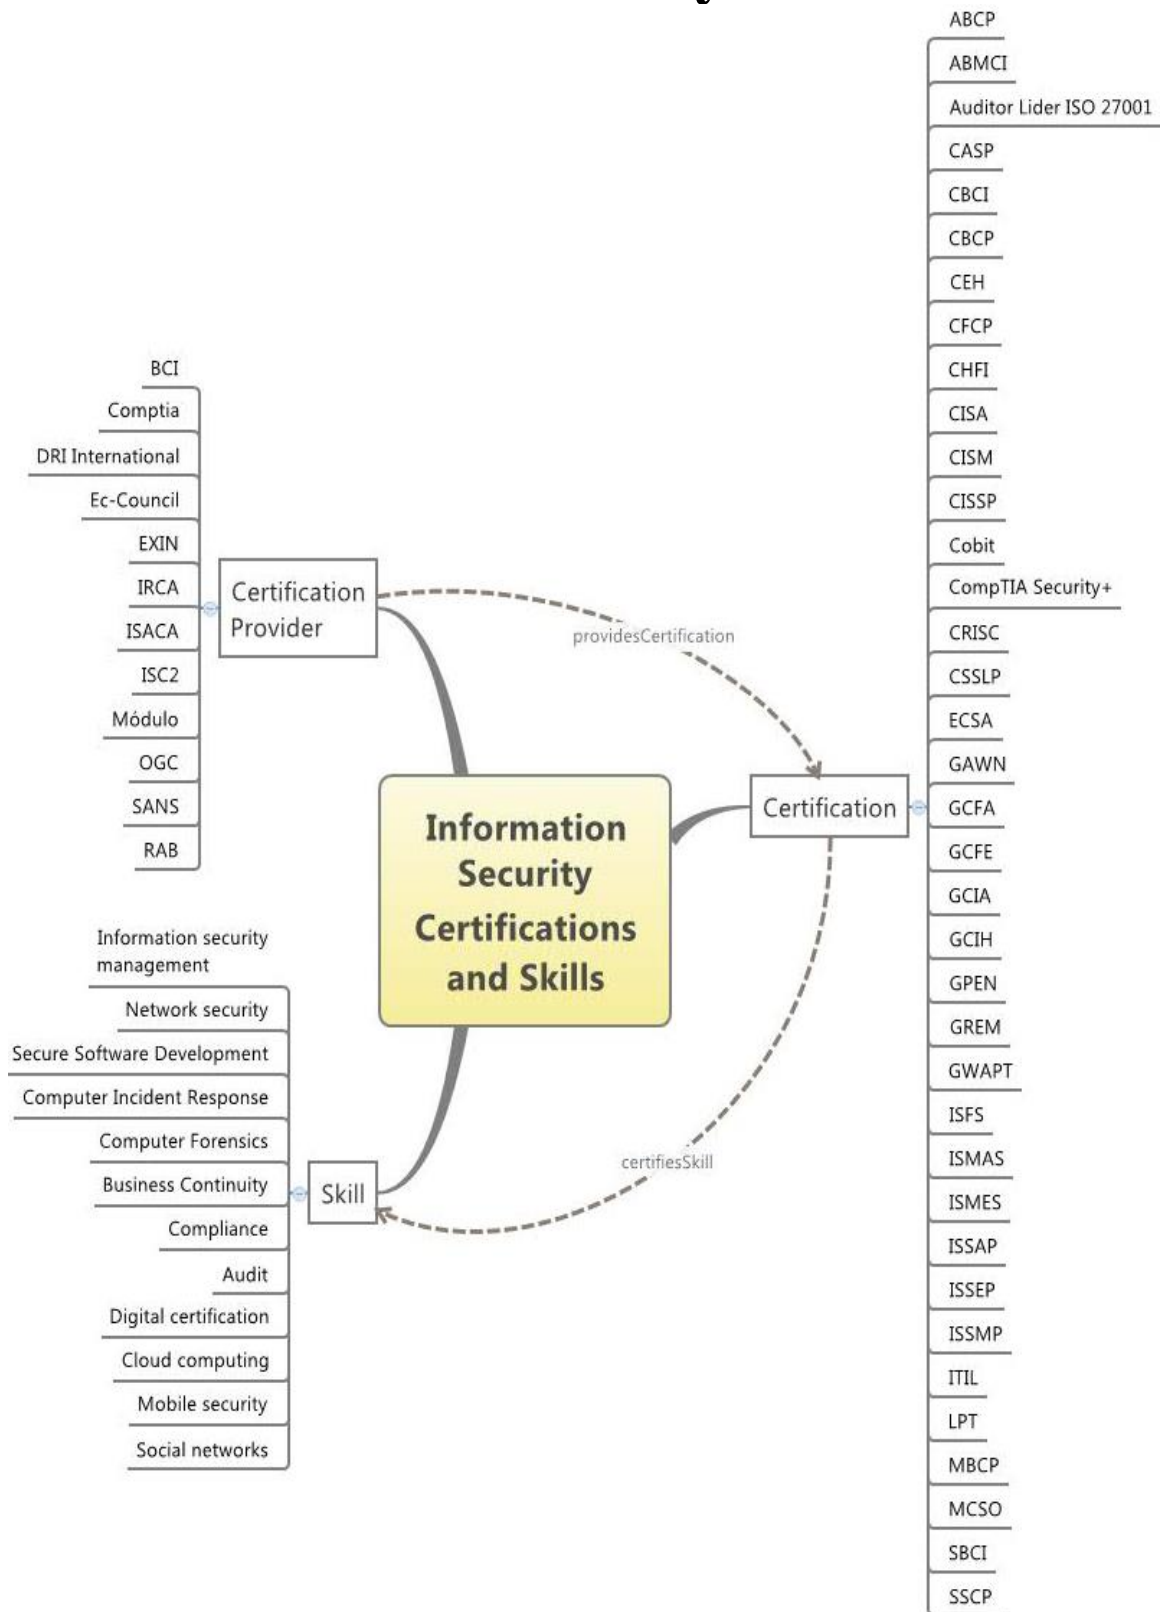 ABCP
ABMCI
Auditor Lider ISO 27001
CASP
CBCI
CBCP
CEH
CFCP
CHFI
CISA
CISM
CISSP
Cobit
CompTIA Security+
CRISC
CSSLP
ECSA
GAWN
GCFA
GCFE
GCIA
GCIH
GPEN
GREM
GWAPT
ISFS
ISMAS
ISMES
ISSAP
ISSEP
ISSMP
ITIL
LPT
MBCP
MCSO
SBCI
SSCP
BCI
Comptia
DRI International
Ec-Council
EXIN
IRCA
ISACA
ISC2
Módulo
OGC
SANS
RAB
Certification
Provider
providesCertification
Certification
Information
Security
Certifications
and Skills
certifiesSkill
Skill
Information security
management
Network security
Secure Software Development
Computer Incident Response
Computer Forensics
Business Continuity
Compliance
Audit
Digital certification
Cloud computing
Mobile security
Social networks